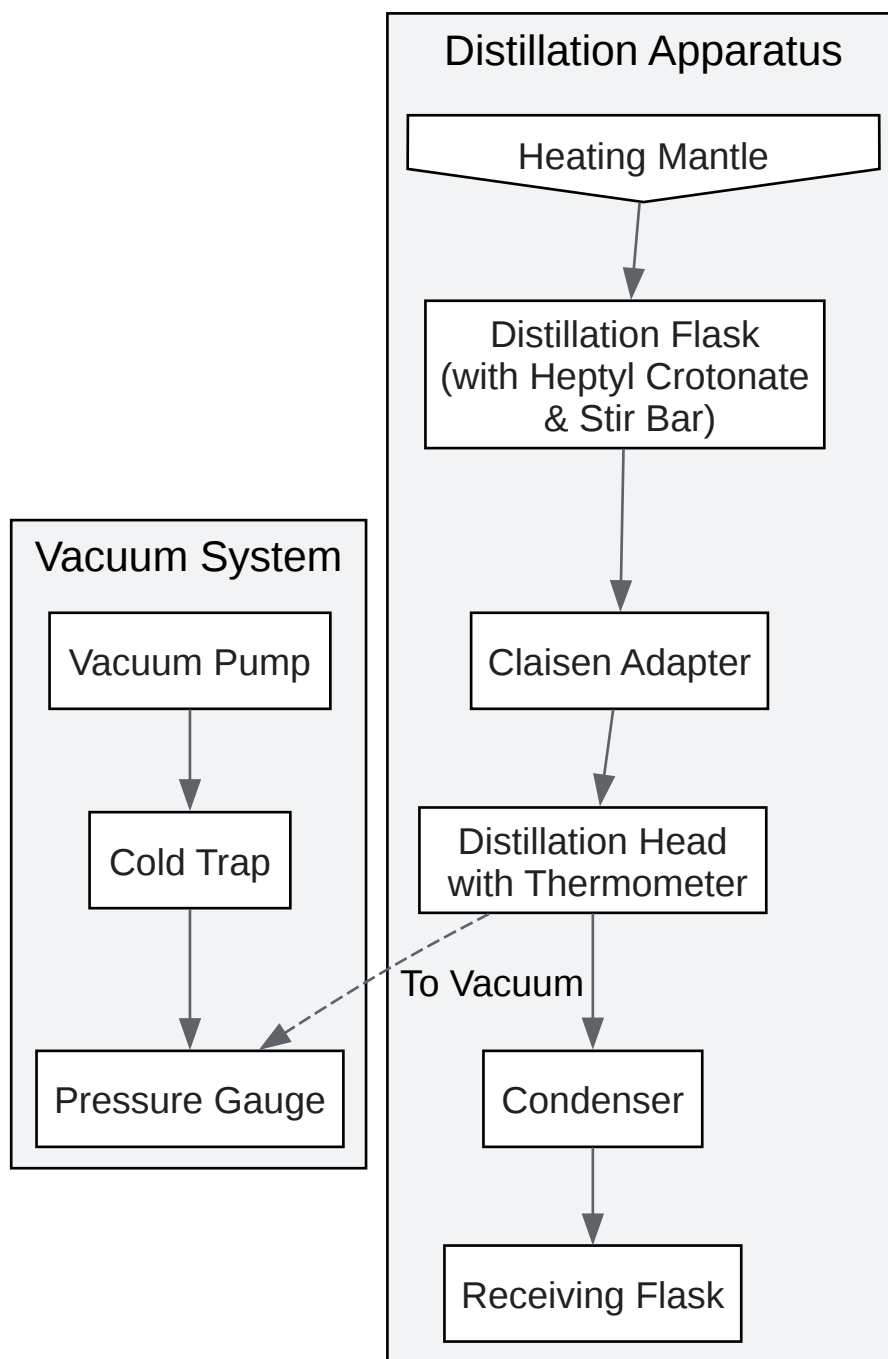 Distillation Apparatus
Heating Mantle
Distillation Flask
(with Heptyl Crotonate
& Stir Bar)
Vacuum System
Vacuum Pump
Claisen Adapter
Cold Trap
Distillation Head
with Thermometer
To Vacuum
Pressure Gauge
Condenser
Receiving Flask